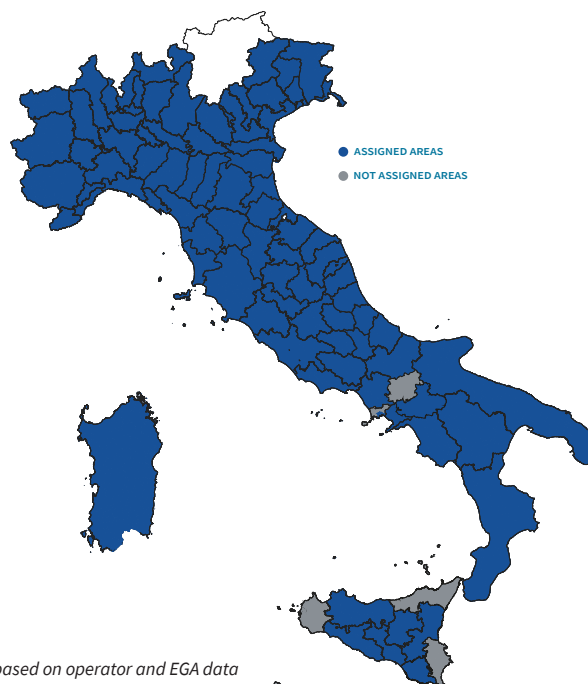 ASSIGNED AREAS
NOT ASSIGNED AREAS
based on operator and EGA data